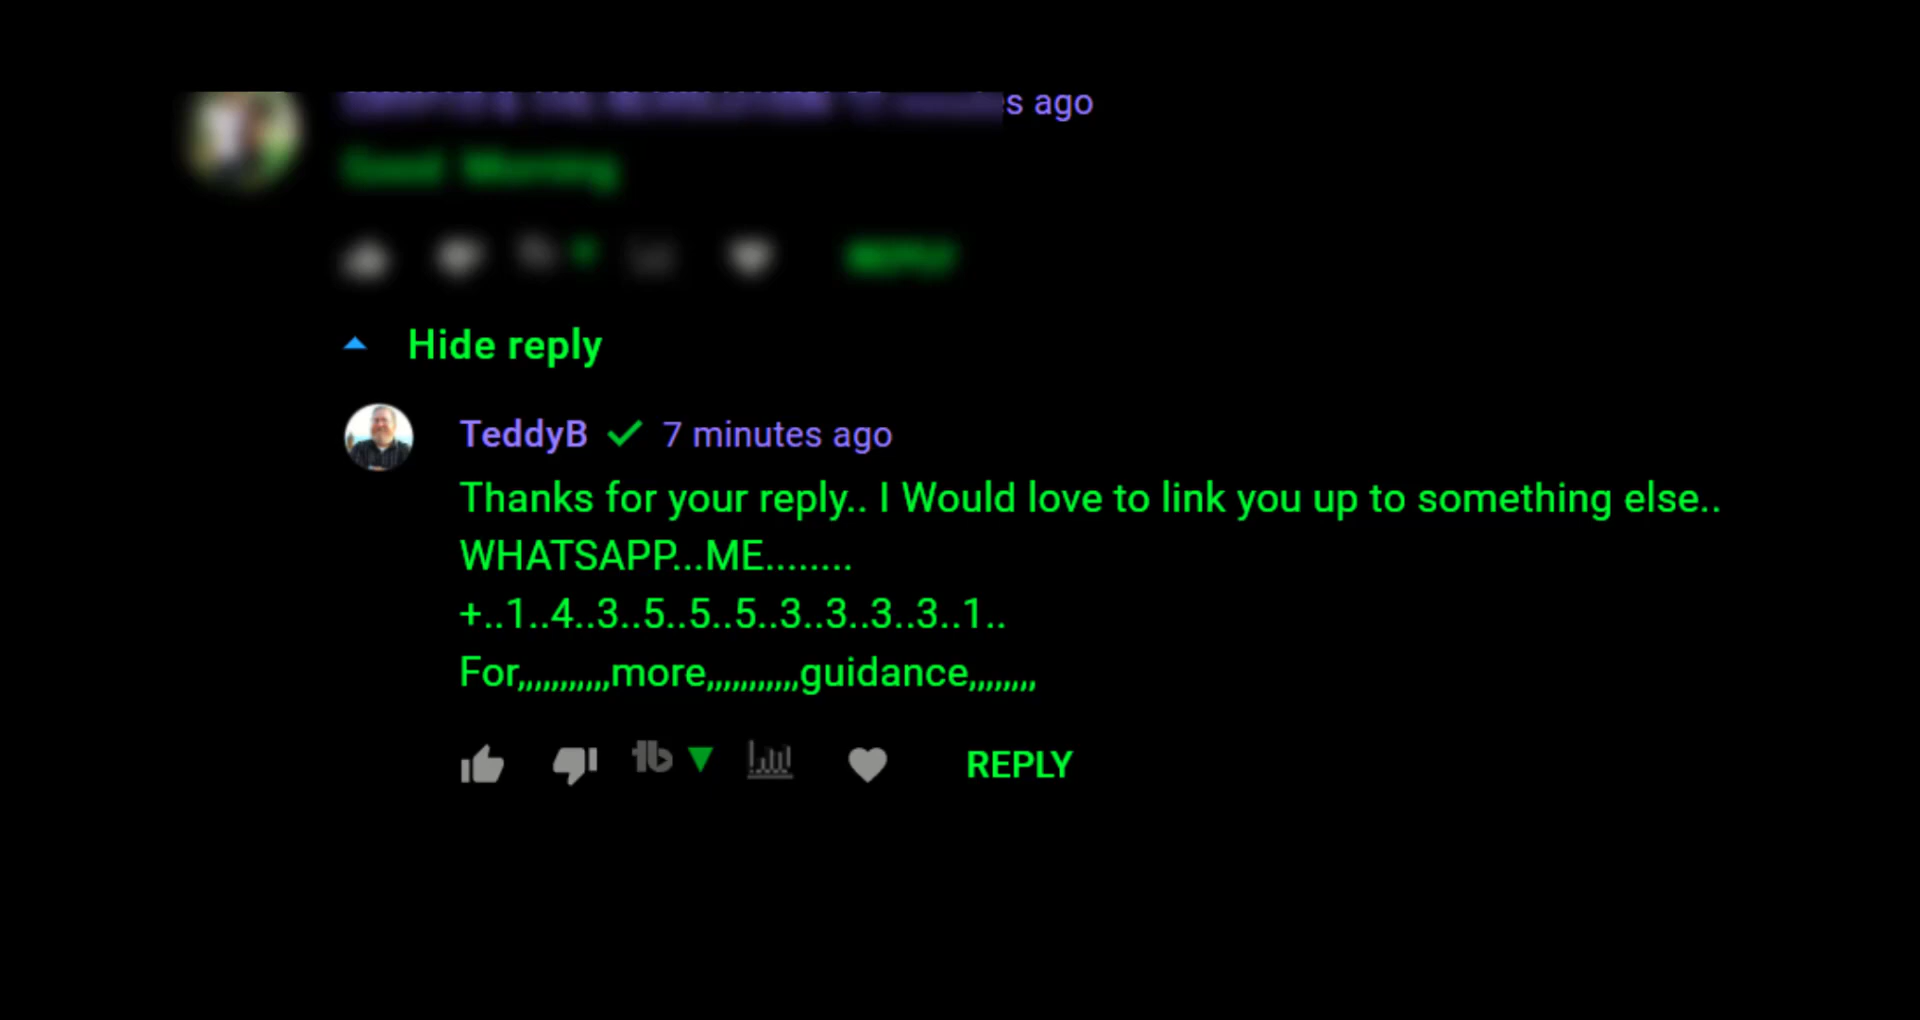 s ago
Hide reply
TeddyB 7 minutes ago
Thanks for your reply.. I Would love to link you up to something else..
WHATSAPP...ME........
+..1..4..3..5..5..5..3..3..3..3..1..
For,,,,,,,,,,,more,,,,,,,,,,,guidance,,,,,,,,
tb
REPLY